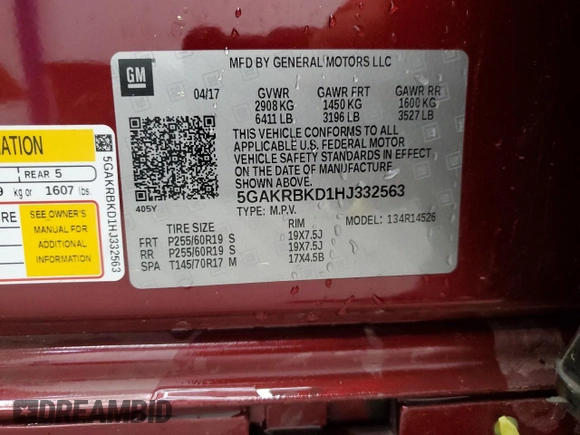 GM
MFD BY GENERAL MOTORS LLC
04/17 GVWR GAWR FRT GAWR RR
2908 KG 1450 KG 1600 KG
6411 LB 3196 LB 3527 LB
THIS VEHICLE CONFORMS TO ALL
APPLICABLE U.S. FEDERAL MOTOR
VEHICLE SAFETY STANDARDS IN EFFECT
ON THE DATE OF MANUFACTURE
SHOWN ABOVE.
405Y
5GAKRBKD1HJ332563
TYPE: M.P.V. MODEL: 134R14526
TIRE SIZE RIM
FRT P255/60R19 S 19X7.5J
RR P255/60R19 S 19X7.5J
SPA T145/70R17 M 17X4.5B
REAR 5
kg or 1607 lbs.
SEE OWNER'S
MANUAL FOR
ADDITIONAL
INFORMATION
5GAKRBKD1HJ332563
DREAMBID